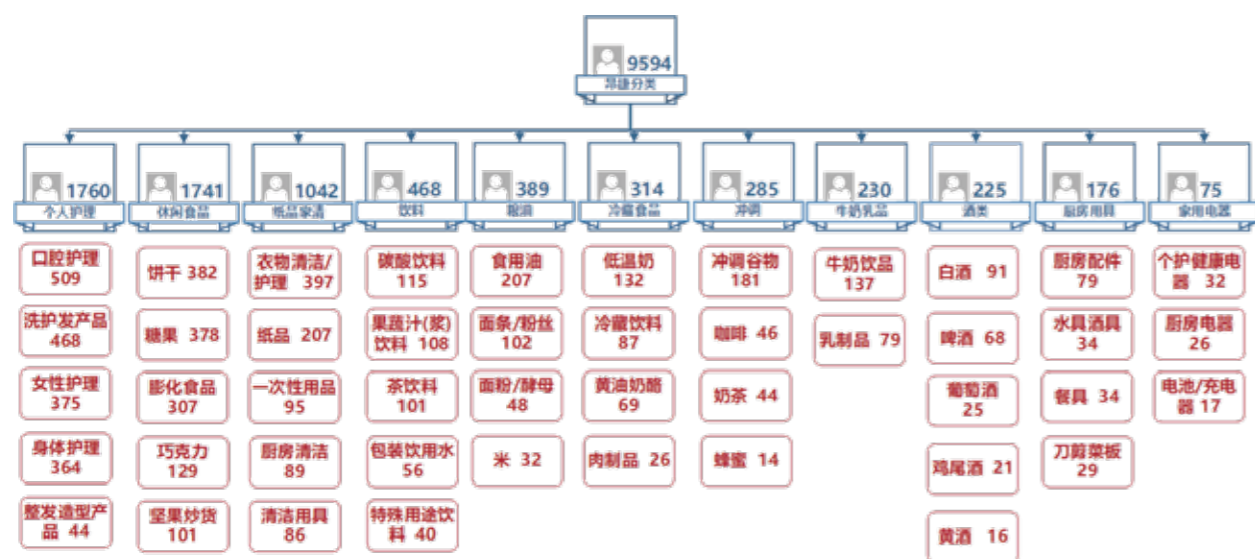 9594
昂捷分类
1760
个人护理
1741
休闲食品
1042
纸品家清
468
饮料
389
粮油
314
冷藏食品
285
冲调
230
牛奶乳品
225
酒类
176
厨房用具
75
家用电器
口腔护理
509
洗护发产品
468
女性护理
375
身体护理
364
整发造型产
品 44
饼干 382
糖果 378
膨化食品
307
巧克力
129
坚果炒货
101
衣物清洁/
护理 397
纸品 207
一次性用品
95
厨房清洁
89
清洁用具
86
碳酸饮料
115
果蔬汁(浆)
饮料 108
茶饮料
101
包装饮用水
56
特殊用途饮
料 40
食用油
207
面条/粉丝
102
面粉/酵母
48
米 32
低温奶
132
冷藏饮料
87
黄油奶酪
69
肉制品 26
冲调谷物
181
咖啡 46
奶茶 44
蜂蜜 14
牛奶饮品
137
乳制品 79
白酒 91
啤酒 68
葡萄酒
25
鸡尾酒 21
黄酒 16
厨房配件
79
水具酒具
34
餐具 34
刀剪菜板
29
个护健康电
器 32
厨房电器
26
电池/充电
器 17